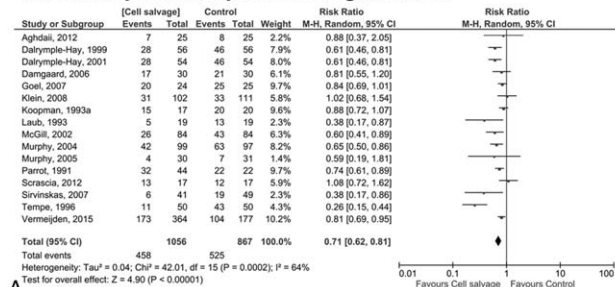 [Cell salvage] Control Risk Ratio Risk Ratio
Study or Subgroup Events Total Events Total Weight M-H, Random, 95% CI M-H, Random, 95% CI
Aghdaii, 2012 7 25 8 25 2.2% 0.88 [0.37, 2.05]
Dalrymple-Hay, 1999 28 56 46 56 8.2% 0.61 [0.46, 0.81]
Dalrymple-Hay, 2001 28 54 46 54 8.2% 0.61 [0.46, 0.81]
Damgaard, 2006 17 30 21 30 5.9% 0.81 [0.55, 1.20]
Goel, 2007 20 24 25 25 10.6% 0.84 [0.69, 1.01]
Klein, 2008 31 102 33 111 5.5% 1.02 [0.68, 1.54]
Koopman, 1993a 15 17 20 20 10.3% 0.88 [0.72, 1.07]
Laub, 1993 5 19 13 19 2.4% 0.38 [0.17, 0.87]
McGill, 2002 26 84 43 84 6.0% 0.60 [0.41, 0.89]
Murphy, 2004 42 99 63 97 8.4% 0.65 [0.50, 0.86]
Murphy, 2005 4 30 7 31 1.3% 0.59 [0.19, 1.81]
Parrot, 1991 32 44 22 22 10.7% 0.74 [0.61, 0.89]
Scrascia, 2012 13 17 12 17 5.7% 1.08 [0.72, 1.62]
Sirvinskas, 2007 6 41 19 49 2.3% 0.38 [0.17, 0.86]
Tempe, 1996 11 50 43 50 4.0% 0.26 [0.15, 0.44]
Vermeijden, 2015 173 364 104 177 10.2% 0.81 [0.69, 0.95]
Total (95% CI) 1056 867 100.0% 0.71 [0.62, 0.81]
Total events 458 525
Heterogeneity: Tau² = 0.04; Chi² = 42.01, df = 15 (P = 0.0002); I² = 64%
Test for overall effect: Z = 4.90 (P < 0.00001)
0.01 0.1 1 10 100
Favours Cell salvage Favours Control